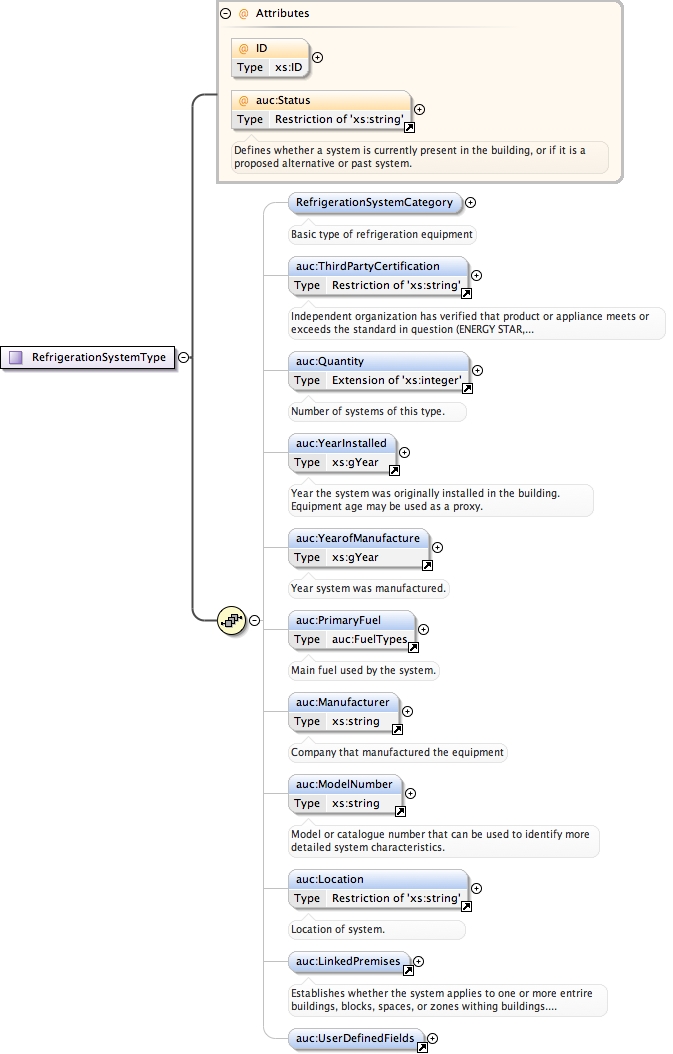 Attributes
@ ID
Type xs:ID
@ auc:Status
Type Restriction of 'xs:string'
Defines whether a system is currently present in the building, or if it is a
proposed alternative or past system.
RefrigerationSystemCategory
Basic type of refrigeration equipment
auc:ThirdPartyCertification
Type Restriction of 'xs:string'
Independent organization has verified that product or appliance meets or
exceeds the standard in question (ENERGY STAR,...
RefrigerationSystemType
auc:Quantity
Type Extension of 'xs:integer'
Number of systems of this type.
auc:YearInstalled
Type xs:gYear
Year the system was originally installed in the building.
Equipment age may be used as a proxy.
auc:YearofManufacture
Type xs:gYear
Year system was manufactured.
auc:PrimaryFuel
Type auc:FuelTypes
Main fuel used by the system.
auc:Manufacturer
Type xs:string
Company that manufactured the equipment
auc:ModelNumber
Type xs:string
Model or catalogue number that can be used to identify more
detailed system characteristics.
auc:Location
Type Restriction of 'xs:string'
Location of system.
auc:LinkedPremises
Establishes whether the system applies to one or more entrire
buildings, blocks, spaces, or zones withing buildings....
auc:UserDefinedFields